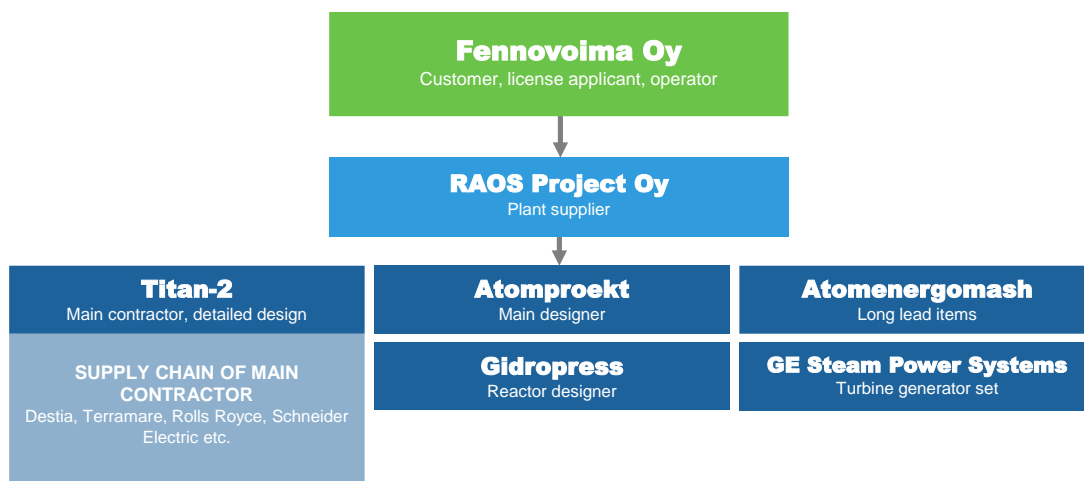 Fennovoima Oy
Customer, license applicant, operator
RAOS Project Oy
Plant supplier
Titan-2
Main contractor, detailed design
SUPPLY CHAIN OF MAIN
CONTRACTOR
Destia, Terramare, Rolls Royce, Schneider
Electric etc.
Atomproekt
Main designer
Gidropress
Reactor designer
Atomenergomash
Long lead items
GE Steam Power Systems
Turbine generator set